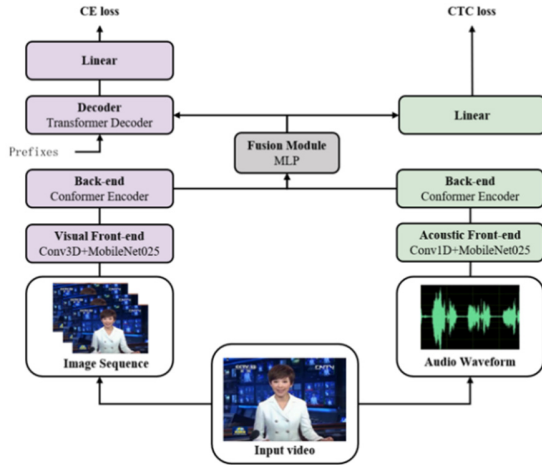 CE loss
CTC loss
Linear
Decoder
Transformer Decoder
Linear
Prefixes
Fusion Module
MLP
Back-end
Conformer Encoder
Back-end
Conformer Encoder
Visual Front-end
Conv3D+MobileNet025
Acoustic Front-end
Conv1D+MobileNet025
Image Sequence
Audio Waveform
Input video